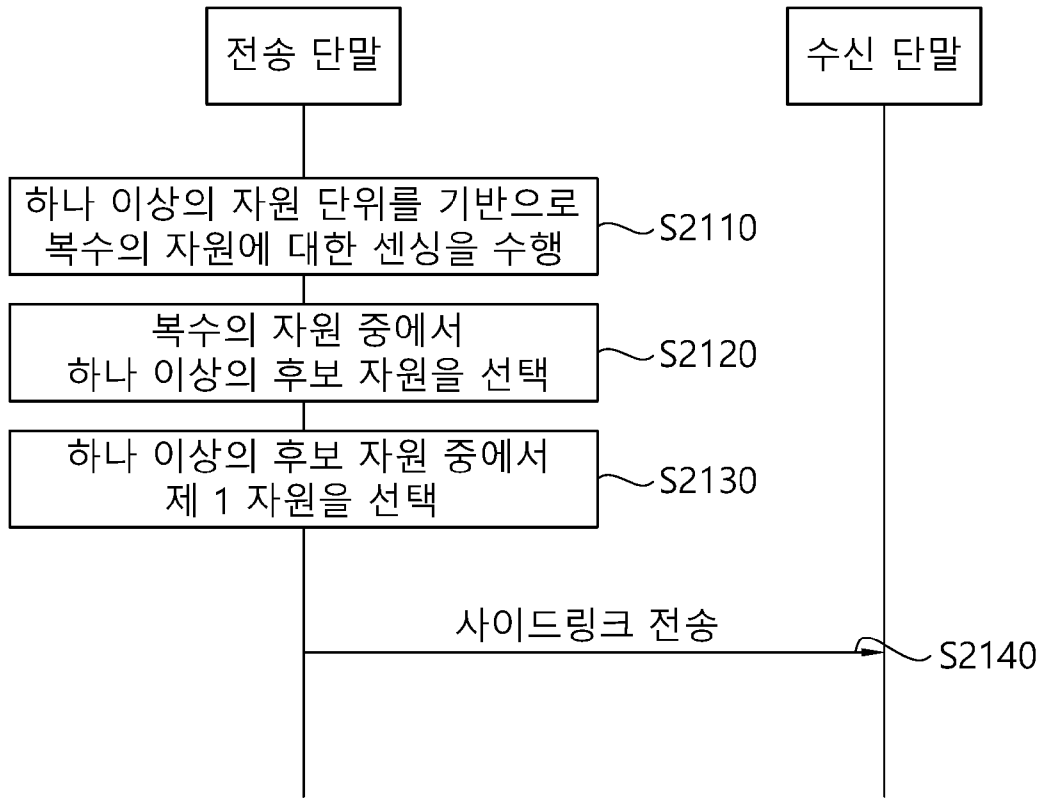 전송 단말
수신 단말
하나 이상의 자원 단위를 기반으로
복수의 자원에 대한 센싱을 수행
S2110
복수의 자원 중에서
하나 이상의 후보 자원을 선택
S2120
하나 이상의 후보 자원 중에서
제 1 자원을 선택
S2130
사이드링크 전송
S2140